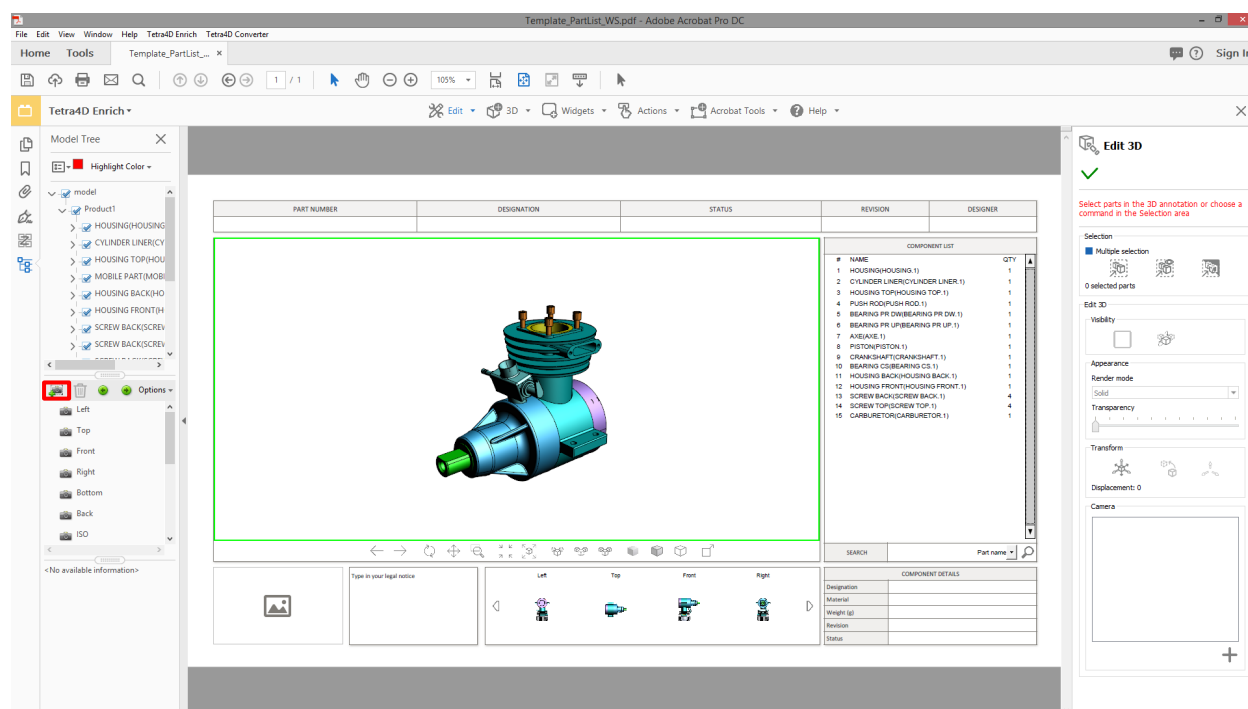 Template_PartList_WS.pdf - Adobe Acrobat Pro DC
File Edit View Window Help Tetra4D Enrich Tetra4D Converter
Home Tools Template_PartList_... × Sign In
1 / 1 105%
Tetra4D Enrich Edit 3D Widgets Actions Acrobat Tools Help
Model Tree
Highlight Color
model
Product1
HOUSING(HOUSING
CYLINDER LINER(CY
HOUSING TOP(HOU
MOBILE PART(MOBI
HOUSING BACK(HO
HOUSING FRONT(H
SCREW BACK(SCREW
SCREW BACK(SCREW
Options
Left
Top
Front
Right
Bottom
Back
ISO
<No available information>
PART NUMBER DESIGNATION STATUS REVISION DESIGNER
COMPONENT LIST
# NAME QTY
1 HOUSING(HOUSING.1) 1
2 CYLINDER LINER(CYLINDER LINER.1) 1
3 HOUSING TOP(HOUSING TOP.1) 1
4 PUSH ROD(PUSH ROD.1) 1
5 BEARING PR DW(BEARING PR DW.1) 1
6 BEARING PR UP(BEARING PR UP.1) 1
7 AXE(AXE.1) 1
8 PISTON(PISTON.1) 1
9 CRANKSHAFT(CRANKSHAFT.1) 1
10 BEARING CS(BEARING CS.1) 1
11 HOUSING BACK(HOUSING BACK.1) 1
12 HOUSING FRONT(HOUSING FRONT.1) 1
13 SCREW BACK(SCREW BACK.1) 4
14 SCREW TOP(SCREW TOP.1) 4
15 CARBURETOR(CARBURETOR.1) 1
SEARCH Part name
Type in your legal notice
Left Top Front Right
COMPONENT DETAILS
Designation
Material
Weight (g)
Revision
Status
Edit 3D
Select parts in the 3D annotation or choose a
command in the Selection area
Selection
Multiple selection
0 selected parts
Edit 3D
Visibility
Appearance
Render mode
Solid
Transparency
Transform
Displacement: 0
Camera